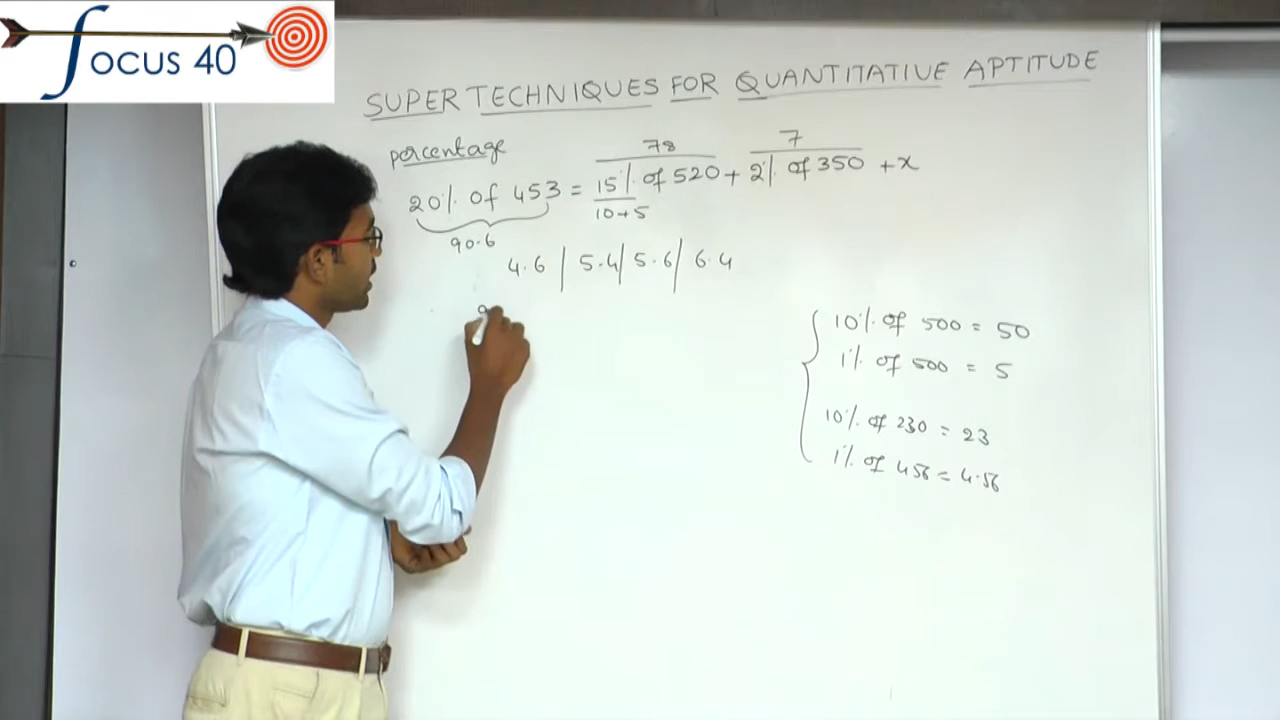 FOCUS 40
SUPER TECHNIQUES FOR QUANTITATIVE APTITUDE
percentage
78 7
20% of 453 = 15% of 520 + 2% of 350 + x
10+5
90.6
4.6 | 5.4 | 5.6 | 6.4
9
10% of 500 = 50
1% of 500 = 5
10% of 230 = 23
1% of 456 = 4.56